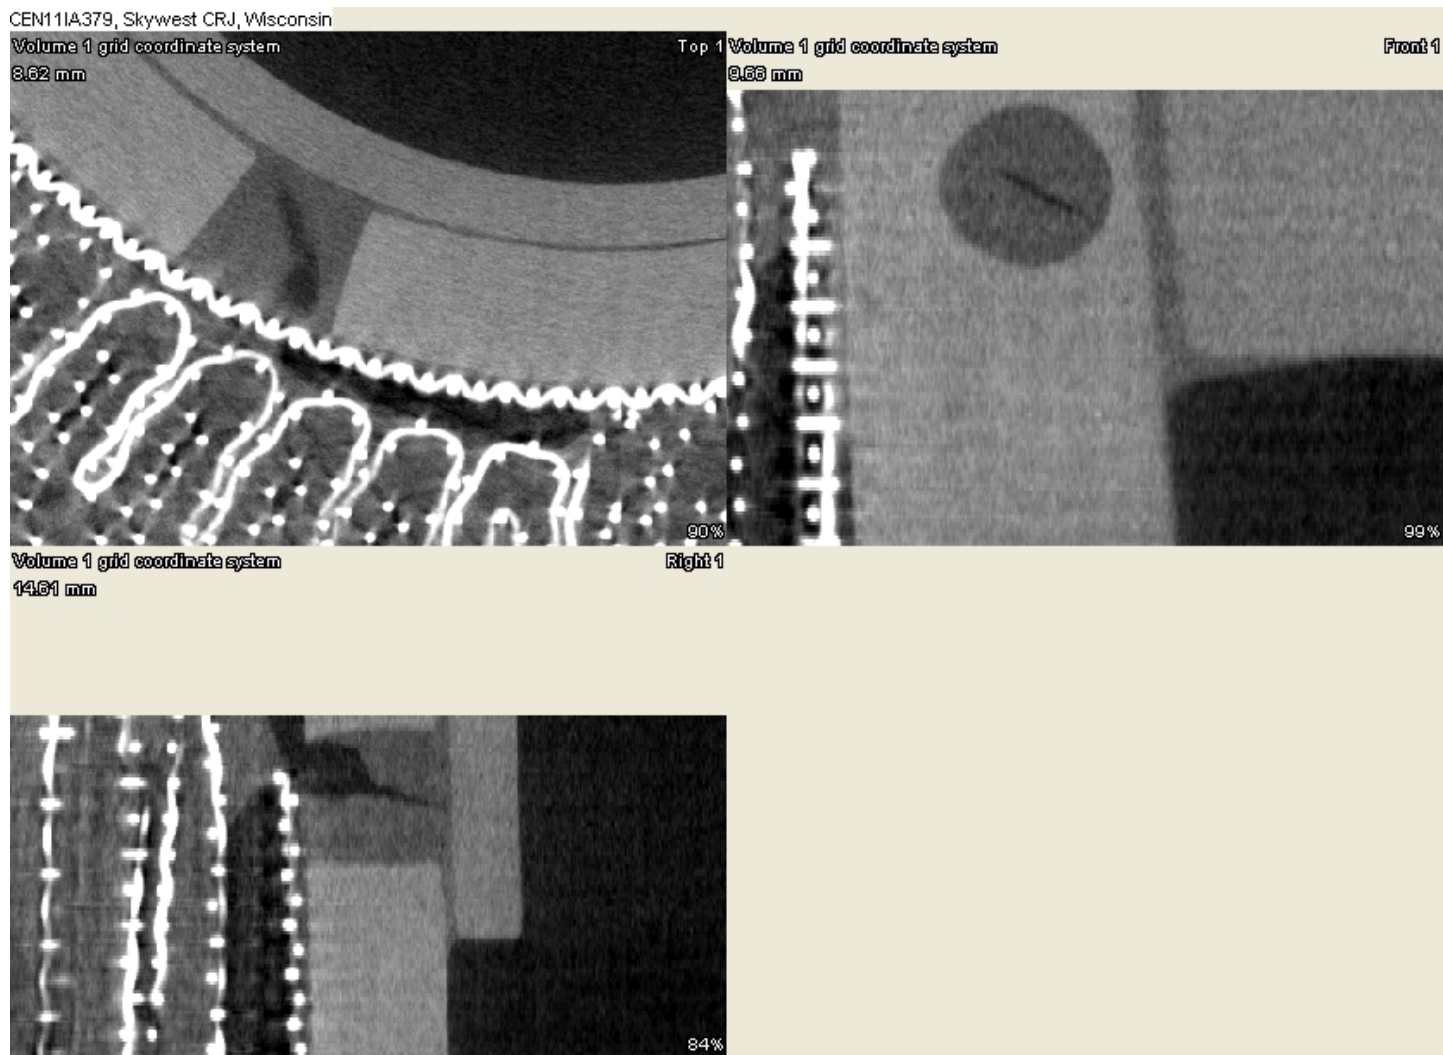 CEN11IA379, Skywest CRJ, Wisconsin
Volume 1 grid coordinate system
Top 1
8.62 mm
90%
Volume 1 grid coordinate system
Front 1
9.66 mm
99%
Volume 1 grid coordinate system
Right 1
14.61 mm
84%